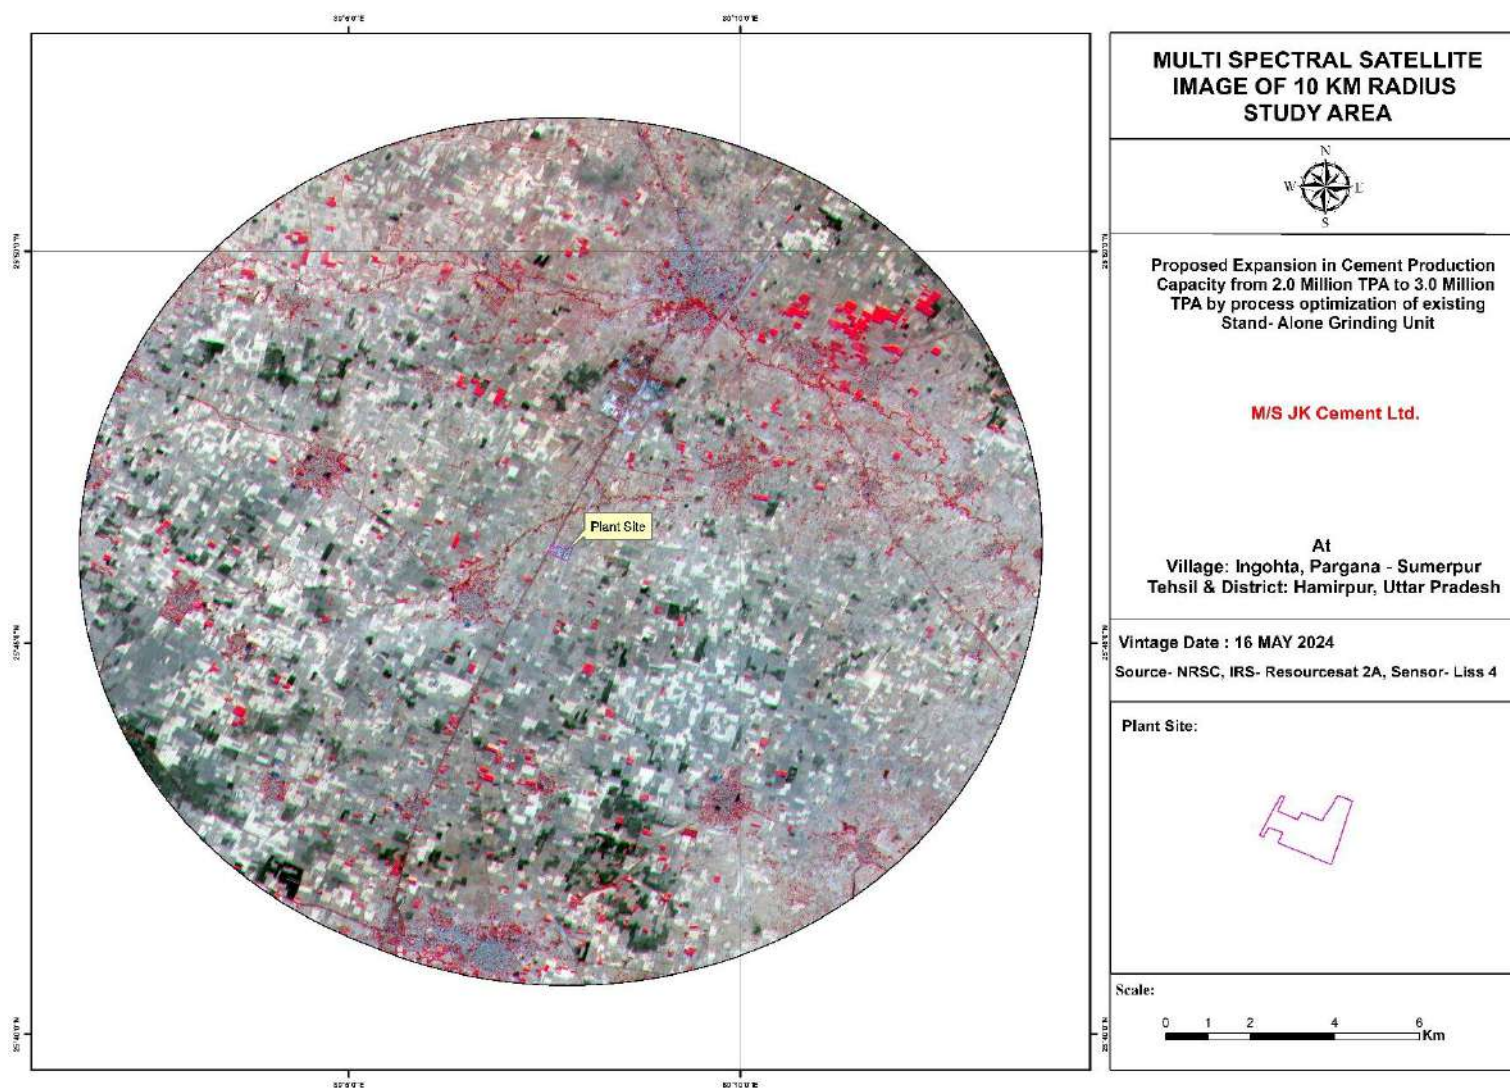 MULTI SPECTRAL SATELLITE
IMAGE OF 10 KM RADIUS
STUDY AREA
N
W
E
S
Proposed Expansion in Cement Production
Capacity from 2.0 Million TPA to 3.0 Million
TPA by process optimization of existing
Stand- Alone Grinding Unit
M/S JK Cement Ltd.
At
Village: Ingohta, Pargana - Sumerpur
Tehsil & District: Hamirpur, Uttar Pradesh
Vintage Date : 16 MAY 2024
Source- NRSC, IRS- Resourcesat 2A, Sensor- Liss 4
Plant Site:
Scale:
0 1 2 4 6
Km
Plant Site